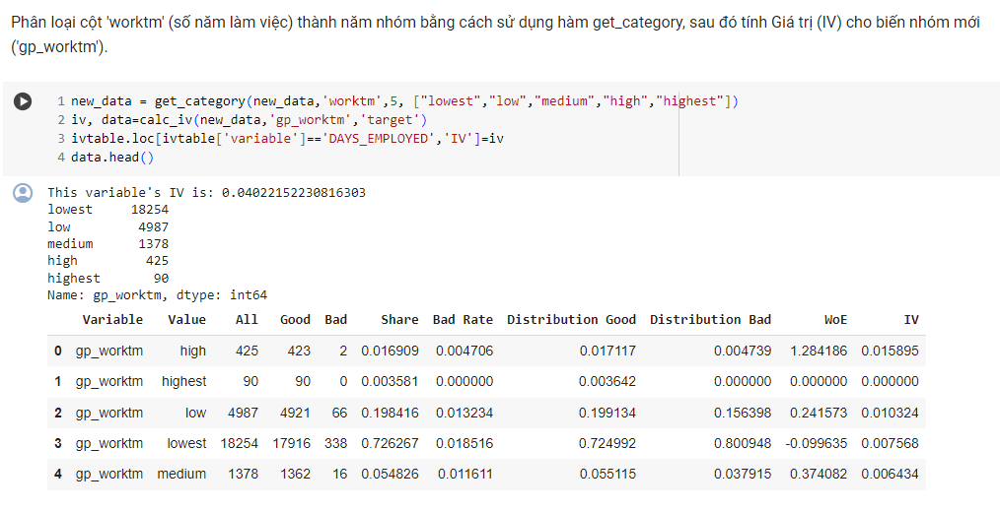 Phân loại cột 'worktm' (số năm làm việc) thành năm nhóm bằng cách sử dụng hàm get_category, sau đó tính Giá trị (IV) cho biến nhóm mới
('gp_worktm').
1 new_data = get_category(new_data,'worktm',5, ["lowest","low","medium","high","highest"])
2 iv, data=calc_iv(new_data,'gp_worktm','target')
3 ivtable.loc[ivtable['variable']=='DAYS_EMPLOYED','IV']=iv
4 data.head()
This variable's IV is: 0.04022152230816303
lowest 18254
low 4987
medium 1378
high 425
highest 90
Name: gp_worktm, dtype: int64
Variable Value All Good Bad Share Bad Rate Distribution Good Distribution Bad WoE IV
0 gp_worktm high 425 423 2 0.016909 0.004706 0.017117 0.004739 1.284186 0.015895
1 gp_worktm highest 90 90 0 0.003581 0.000000 0.003642 0.000000 0.000000 0.000000
2 gp_worktm low 4987 4921 66 0.198416 0.013234 0.199134 0.156398 0.241573 0.010324
3 gp_worktm lowest 18254 17916 338 0.726267 0.018516 0.724992 0.800948 -0.099635 0.007568
4 gp_worktm medium 1378 1362 16 0.054826 0.011611 0.055115 0.037915 0.374082 0.006434